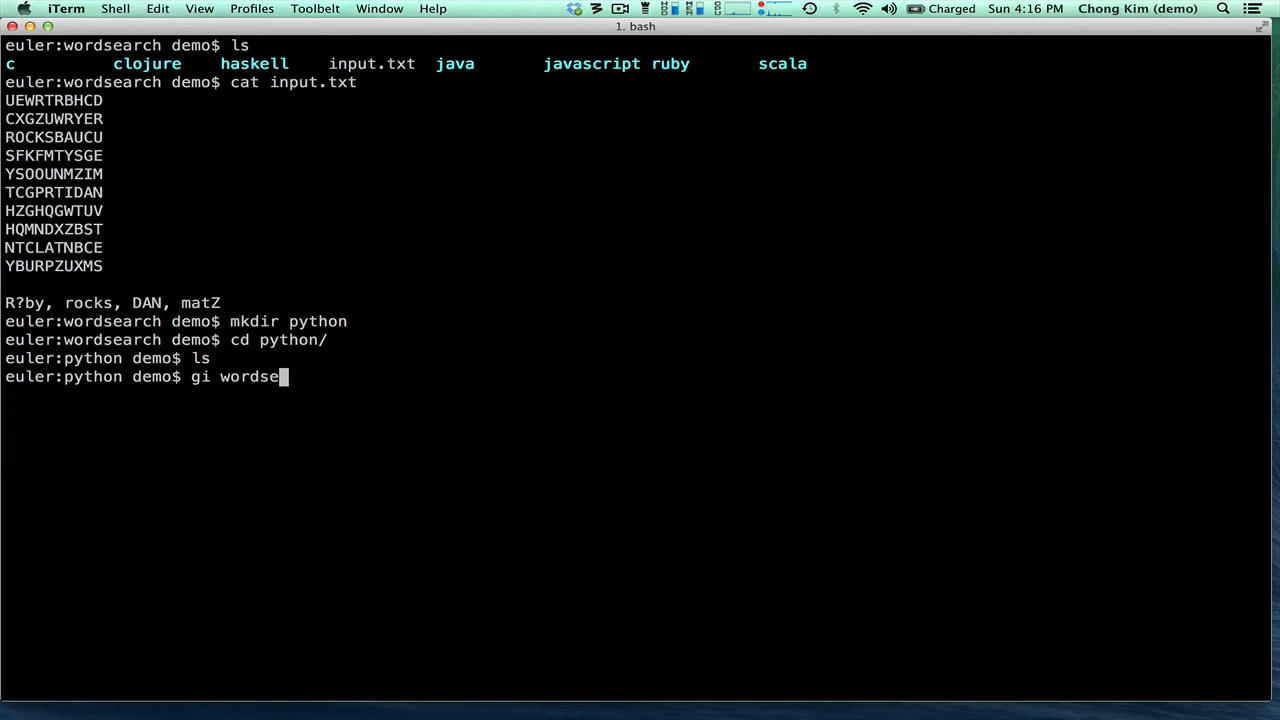 iTerm Shell Edit View Profiles Toolbelt Window Help Charged Sun 4:16 PM Chong Kim (demo)
1. bash
euler:wordsearch demo$ ls
c clojure haskell input.txt java javascript ruby scala
euler:wordsearch demo$ cat input.txt
UEWRTRBHCD
CXGZUWRYER
ROCKSBAUCU
SFKFMTYSGE
YSOOUNMZIM
TCGPRTIDAN
HZGHQGWTUV
HQMNDXZBST
NTCLATNBCE
YBURPZUXMS
R?by, rocks, DAN, matZ
euler:wordsearch demo$ mkdir python
euler:wordsearch demo$ cd python/
euler:python demo$ ls
euler:python demo$ gi wordse